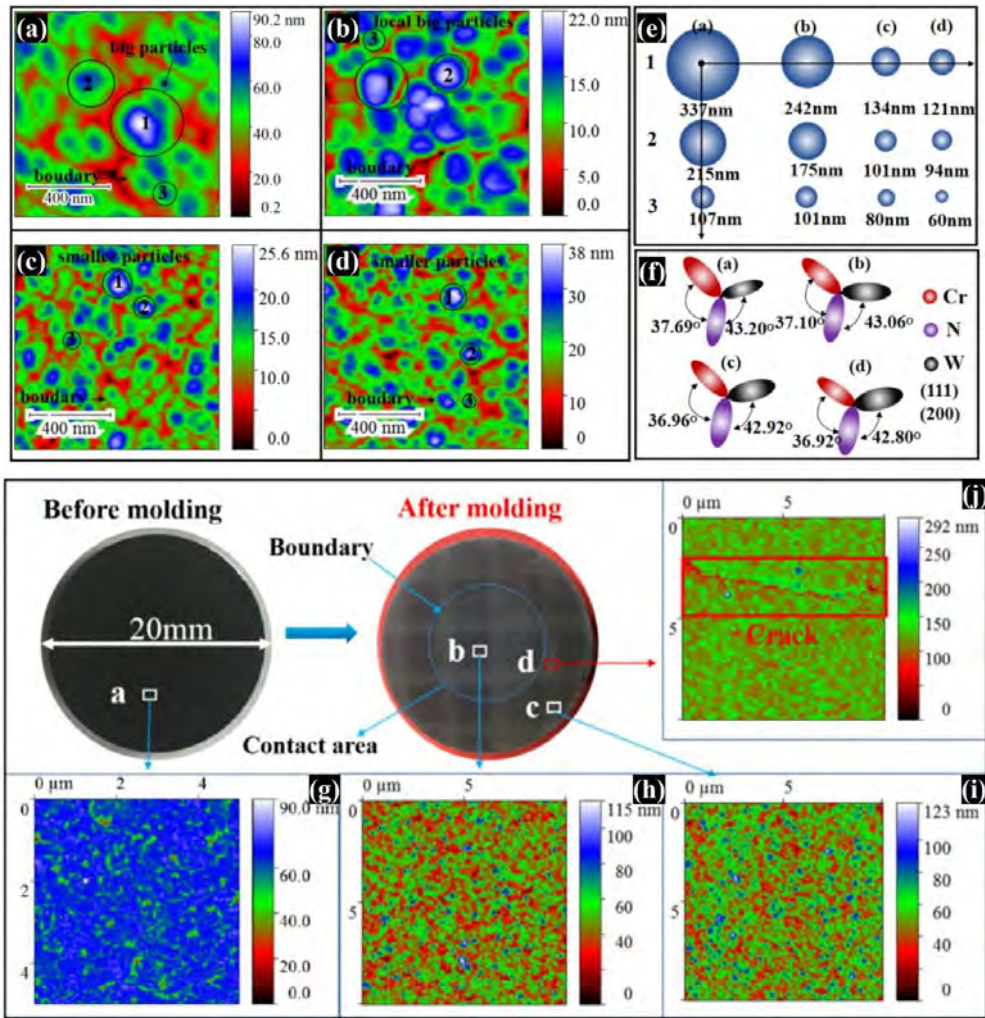 (a)
90.2 nm
80.0
60.0
40.0
20.0
0.2
big particles
2
1
3
boudary
400 nm
(b)
local big particles
22.0 nm
15.0
10.0
5.0
0.0
3
1
2
boudary
400 nm
(c)
smaller particles
25.6 nm
20.0
15.0
10.0
5.0
0.0
1
2
3
boudary
400 nm
(d)
smaller particles
38 nm
30
20
10
0
1
2
3
boudary
400 nm
(e)
(a) (b) (c) (d)
1
337nm 242nm 134nm 121nm
2
215nm 175nm 101nm 94nm
3
107nm 101nm 80nm 60nm
(f)
(a) (b)
37.69° 43.20° 37.10° 43.06°
(c) (d)
36.96° 42.92° 36.92° 42.80°
Cr
N
W
(111)
(200)
Before molding
20mm
a
After molding
Boundary
b
d
c
Contact area
(j)
0 µm 5
0
5
Crack
292 nm
250
200
150
100
0
(g)
0 µm 2 4
0
2
4
90.0 nm
80.0
60.0
40.0
20.0
0.0
(h)
0 µm 5
0
5
115 nm
100
80
60
40
0
(i)
0 µm 5
0
5
123 nm
100
80
60
40
0